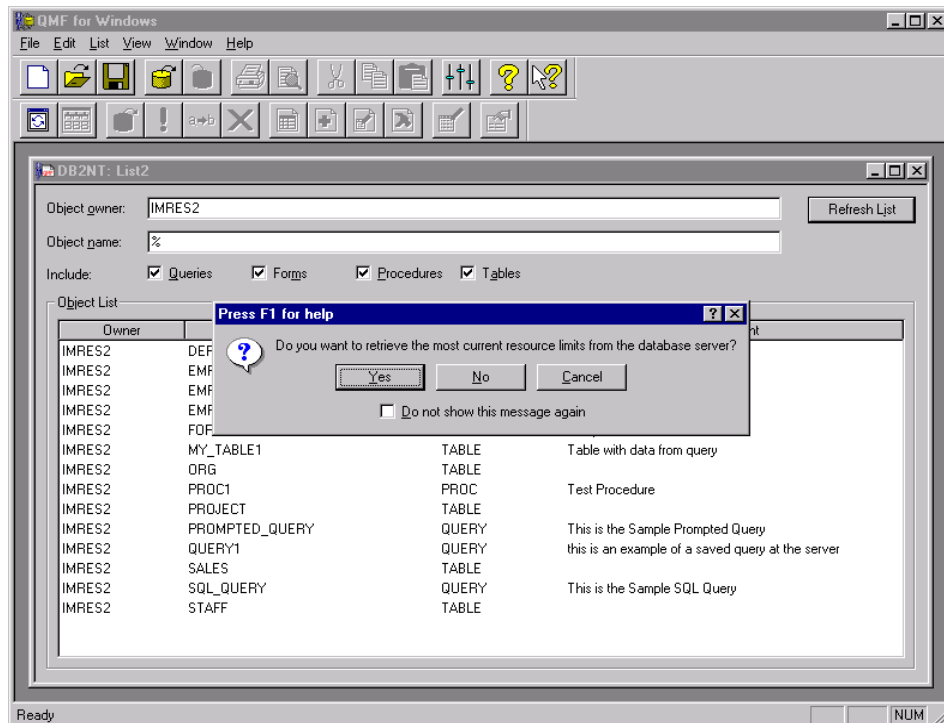 QMF for Windows
File Edit List View Window Help
DB2NT: List2
Object owner: IMRES2 Refresh List
Object name: %
Include: Queries Forms Procedures Tables
Object List
Press F1 for help
Do you want to retrieve the most current resource limits from the database server?
Yes No Cancel
Do not show this message again
Owner
IMRES2
IMRES2
IMRES2
IMRES2
IMRES2
IMRES2 MY_TABLE1 TABLE Table with data from query
IMRES2 ORG TABLE
IMRES2 PROC1 PROC Test Procedure
IMRES2 PROJECT TABLE
IMRES2 PROMPTED_QUERY QUERY This is the Sample Prompted Query
IMRES2 QUERY1 QUERY this is an example of a saved query at the server
IMRES2 SALES TABLE
IMRES2 SQL_QUERY QUERY This is the Sample SQL Query
IMRES2 STAFF TABLE
Ready NUM